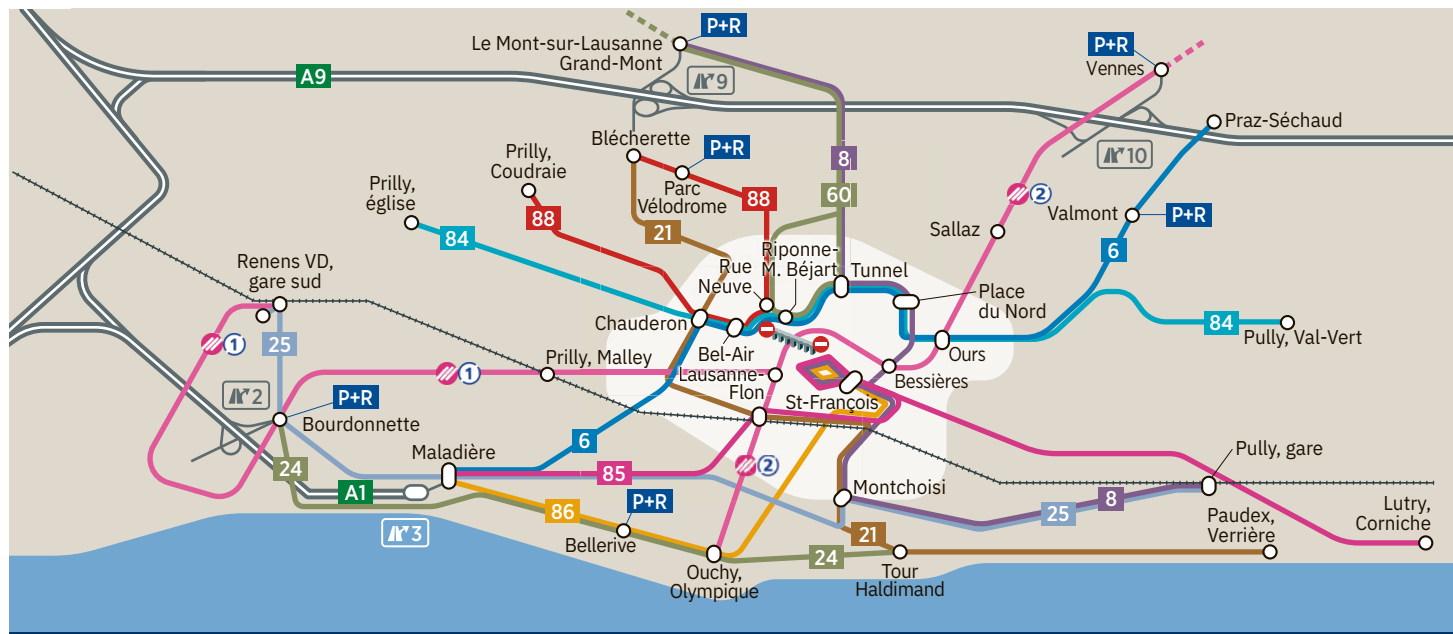 P+R
Le Mont-sur-Lausanne
Grand-Mont
P+R
Vennes
A9
9
Praz-Séchaud
Blécherette
P+R
10
8
Prilly,
Coudraie
Parc
Vélodrome
88
60
2
Prilly,
église
88
Valmont
P+R
21
Sallaz
84
6
Riponne-
M. Béjart
Tunnel
Renens VD,
gare sud
Rue
Neuve
Place
du Nord
Chauderon
84
Pully, Val-Vert
1
25
Bel-Air
Ours
Prilly, Malley
1
Lausanne-
Flon
Bessières
2
P+R
St-François
Bourdonnette
6
Maladière
Pully, gare
24
85
2
A1
Montchoisi
8
25
86
P+R
Lutry,
Corniche
3
Bellerive
21
Paudex,
Verrière
24
Ouchy,
Olympique
Tour
Haldimand